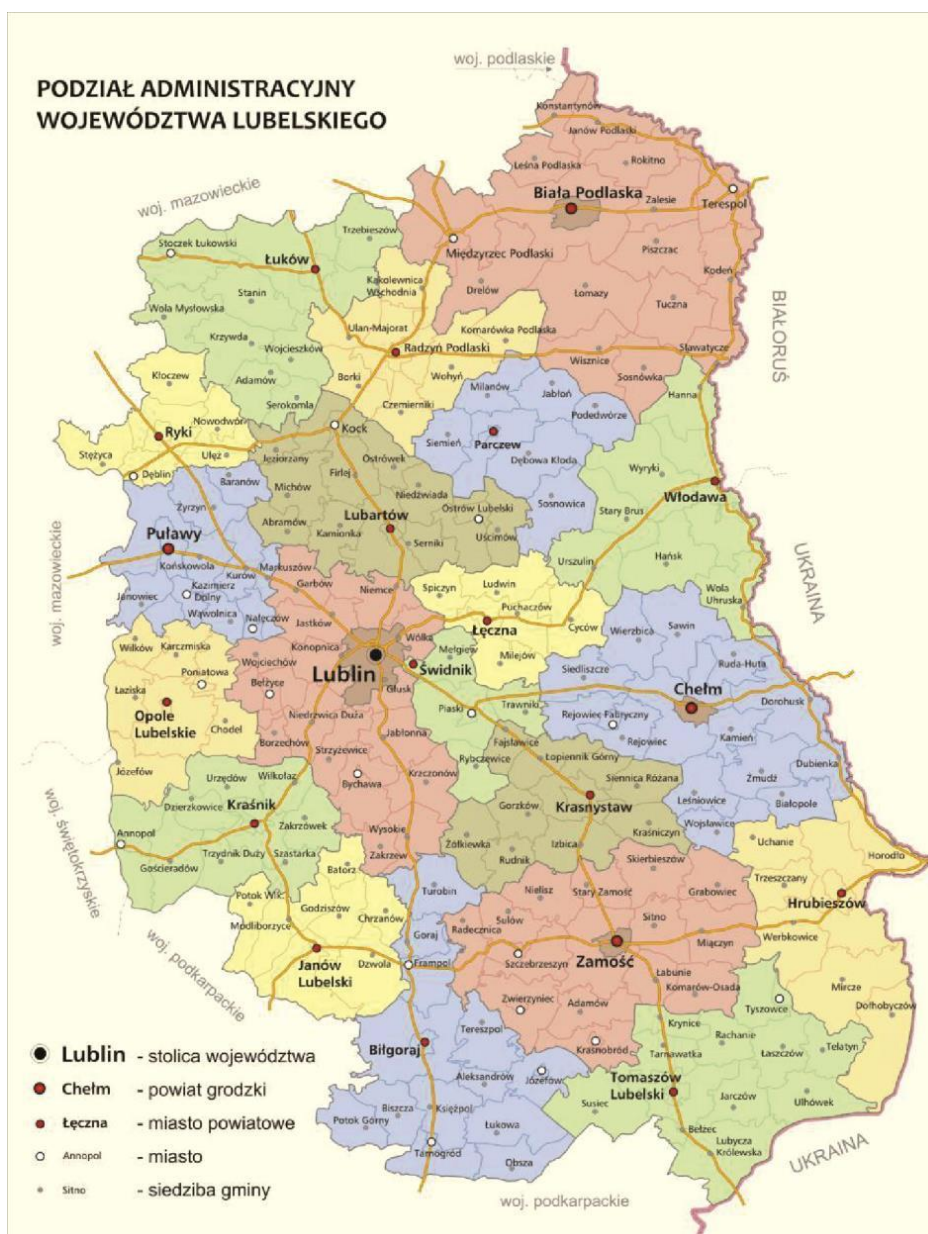 woj. podlaskie
PODZIAŁ ADMINISTRACYJNY
WOJEWÓDZTWA LUBELSKIEGO
Konstantynów
Janów Podlaski
Leśna Podlaska
Rokitno
woj. mazowieckie
Biała Podlaska
Zalesie
Terespol
Trzebieszów
Stoczek Łukowski
Łuków
Międzyrzec Podlaski
Piszczac
Kodeń
Kąkolewnica
Wschodnia
Drelów
Łomazy
Tuczna
BIAŁORUŚ
Stanin
Wola Mysłowska
Ulan-Majorat
Komarówka Podlaska
Krzywda
Wojcieszków
Radzyń Podlaski
Wisznice
Sławatycze
Sosnówka
Kłoczew
Adamów
Borki
Wohyń
Milanów
Jabłoń
Hanna
Serokomla
Czemierniki
Podedwórze
Nowodwór
Ryki
Stężyca
Ułęż
Kock
Siemień
Parczew
Dębowa Kłoda
Jeziorzany
Ostrówek
Wyryki
Dęblin
Baranów
Firlej
Michów
Niedźwiada
Włodawa
Żyrzyn
Abramów
Lubartów
Ostrów Lubelski
Sosnowica
Stary Brus
Kamionka
Uścimów
Puławy
Serniki
Urszulin
Hańsk
UKRAINA
woj. mazowieckie
Końskowola
Kurów
Markuszów
Garbów
Niemce
Spiczyn
Ludwin
Wola
Uhruska
Janowiec
Kazimierz
Dolny
Wąwolnica
Nałęczów
Jastków
Puchaczów
Łęczna
Cyców
Wierzbica
Sawin
Wilków
Karczmiska
Konopnica
Wólka
Mełgiew
Milejów
Wojciechów
Lublin
Świdnik
Siedliszcze
Ruda-Huta
Poniatowa
Łaziska
Bełżyce
Głusk
Chełm
Opole
Lubelskie
Piaski
Trawniki
Dorohusk
Niedrzwica Duża
Rejowiec Fabryczny
Chodel
Jabłonna
Rejowiec
Kamień
Borzechów
Strzyżewice
Fajsławice
Łopiennik Górny
Józefów
Urzędów
Wilkołaz
Bychawa
Krzczonów
Rybczewice
Dubienka
Siennica Różana
Żmudź
Dzierzkowice
Kraśnik
Gorzków
Krasnystaw
Leśniowice
Białopole
woj. świętokrzyskie
Annopol
Zakrzówek
Wysokie
Kraśniczyn
Wojsławice
Trzydnik Duży
Szastarka
Zakrzew
Żółkiewka
Izbica
Uchanie
Gościeradów
Batorz
Rudnik
Skierbieszów
Horodło
Potok Wlk.
Godziszów
Chrzanów
Turobin
Nielisz
Stary Zamość
Grabowiec
Trzeszczany
Hrubieszów
Modliborzyce
Goraj
Radecznica
Sułów
Sitno
Miączyn
Werbkowice
woj. podkarpackie
Janów
Lubelski
Dzwola
Frampol
Szczebrzeszyn
Zamość
Łabunie
Komarów-Osada
Mircze
Zwierzyniec
Adamów
Tyszowce
Dołhobyczów
Tereszpol
Krynice
Rachanie
Lublin - stolica województwa
Biłgoraj
Krasnobród
Tarnawatka
Łaszczów
Telatyn
Chełm - powiat grodzki
Aleksandrów
Józefów
Tomaszów
Lubelski
Łęczna - miasto powiatowe
Biszcza
Księżpol
Susiec
Jarczów
Ulhówek
Potok Górny
Łukowa
Bełżec
Annopol - miasto
Tarnogród
Lubycza
Królewska
Obsza
UKRAINA
Sitno - siedziba gminy
woj. podkarpackie